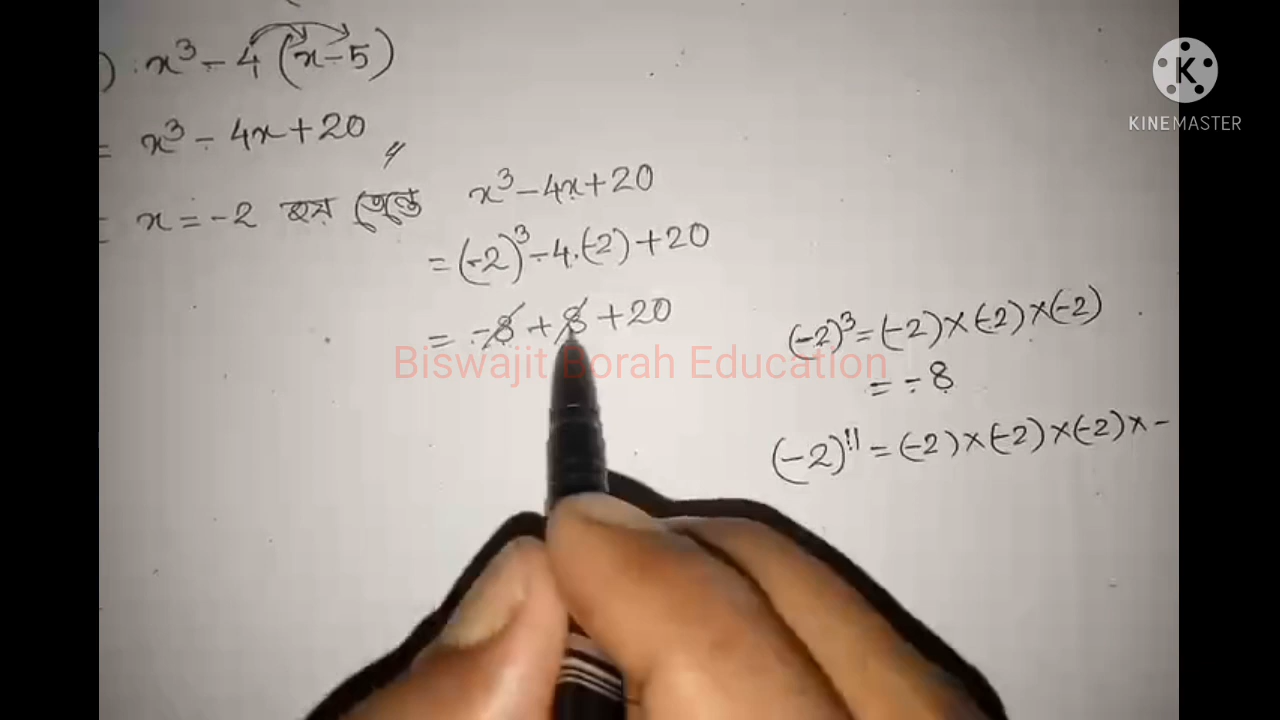 ) x³ - 4 (x - 5)
= x³ - 4x + 20 //
= x = -2 হয় তেন্তে x³ - 4x + 20
= (-2)³ - 4.(-2) + 20
= -8 + 8 + 20
(-2)³ = (-2) × (-2) × (-2)
= -8
(-2)¹¹ = (-2) × (-2) × (-2) × -
Biswajit Borah Education
K
KINEMASTER